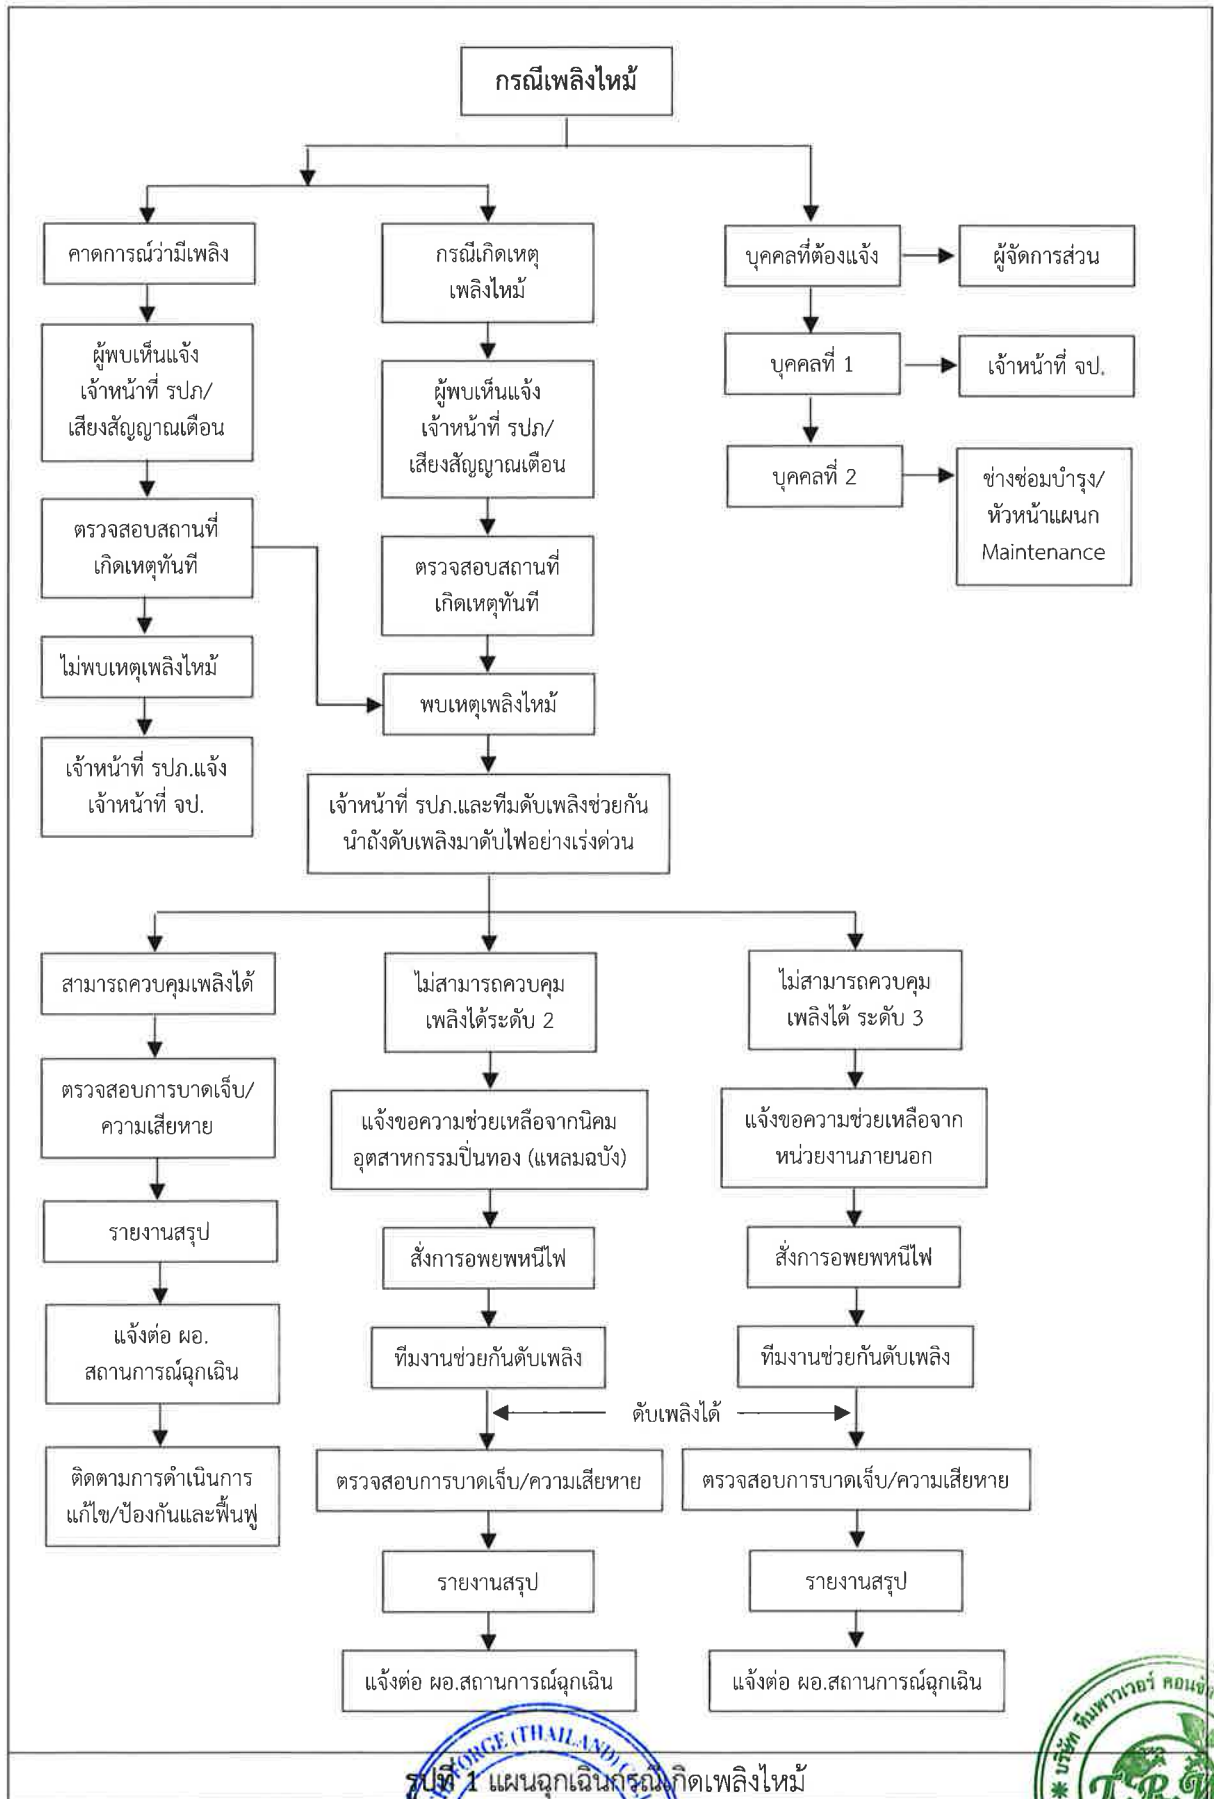 กรณีเพลิงไหม้
คาดการณ์ว่ามีเพลิง
ผู้พบเห็นแจ้ง
เจ้าหน้าที่ รปภ/
เสียงสัญญาณเตือน
ตรวจสอบสถานที่
เกิดเหตุทันที
ไม่พบเหตุเพลิงไหม้
เจ้าหน้าที่ รปภ.แจ้ง
เจ้าหน้าที่ จป.
กรณีเกิดเหตุ
เพลิงไหม้
ผู้พบเห็นแจ้ง
เจ้าหน้าที่ รปภ/
เสียงสัญญาณเตือน
ตรวจสอบสถานที่
เกิดเหตุทันที
พบเหตุเพลิงไหม้
บุคคลที่ต้องแจ้ง
ผู้จัดการส่วน
บุคคลที่ 1
เจ้าหน้าที่ จป.
บุคคลที่ 2
ช่างซ่อมบำรุง/
หัวหน้าแผนก
Maintenance
เจ้าหน้าที่ รปภ.และทีมดับเพลิงช่วยกัน
นำถังดับเพลิงมาดับไฟอย่างเร่งด่วน
สามารถควบคุมเพลิงได้
ตรวจสอบการบาดเจ็บ/
ความเสียหาย
รายงานสรุป
แจ้งต่อ ผอ.
สถานการณ์ฉุกเฉิน
ติดตามการดำเนินการ
แก้ไข/ป้องกันและฟื้นฟู
ไม่สามารถควบคุม
เพลิงได้ระดับ 2
แจ้งขอความช่วยเหลือจากนิคม
อุตสาหกรรมปิ่นทอง (แหลมฉบัง)
สั่งการอพยพหนีไฟ
ทีมงานช่วยกันดับเพลิง
ดับเพลิงได้
ตรวจสอบการบาดเจ็บ/ความเสียหาย
รายงานสรุป
แจ้งต่อ ผอ.สถานการณ์ฉุกเฉิน
ไม่สามารถควบคุม
เพลิงได้ ระดับ 3
แจ้งขอความช่วยเหลือจาก
หน่วยงานภายนอก
สั่งการอพยพหนีไฟ
ทีมงานช่วยกันดับเพลิง
ตรวจสอบการบาดเจ็บ/ความเสียหาย
รายงานสรุป
แจ้งต่อ ผอ.สถานการณ์ฉุกเฉิน
รูปที่ 1 แผนฉุกเฉินกรณีเกิดเพลิงไหม้
FORGE (THAILAND)
บริษัท ทีมพาวเวอร์